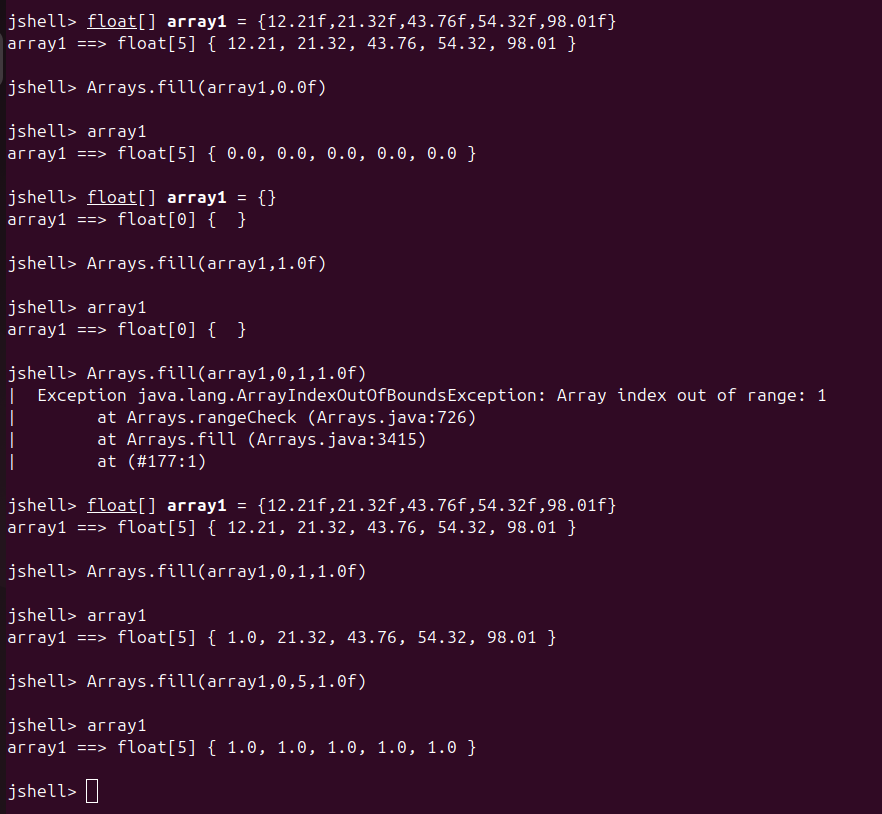 jshell> float[] array1 = {12.21f,21.32f,43.76f,54.32f,98.01f}
array1 ==> float[5] { 12.21, 21.32, 43.76, 54.32, 98.01 }
jshell> Arrays.fill(array1,0.0f)
jshell> array1
array1 ==> float[5] { 0.0, 0.0, 0.0, 0.0, 0.0 }
jshell> float[] array1 = {}
array1 ==> float[0] {  }
jshell> Arrays.fill(array1,1.0f)
jshell> array1
array1 ==> float[0] {  }
jshell> Arrays.fill(array1,0,1,1.0f)
|  Exception java.lang.ArrayIndexOutOfBoundsException: Array index out of range: 1
|        at Arrays.rangeCheck (Arrays.java:726)
|        at Arrays.fill (Arrays.java:3415)
|        at (#177:1)
jshell> float[] array1 = {12.21f,21.32f,43.76f,54.32f,98.01f}
array1 ==> float[5] { 12.21, 21.32, 43.76, 54.32, 98.01 }
jshell> Arrays.fill(array1,0,1,1.0f)
jshell> array1
array1 ==> float[5] { 1.0, 21.32, 43.76, 54.32, 98.01 }
jshell> Arrays.fill(array1,0,5,1.0f)
jshell> array1
array1 ==> float[5] { 1.0, 1.0, 1.0, 1.0, 1.0 }
jshell>